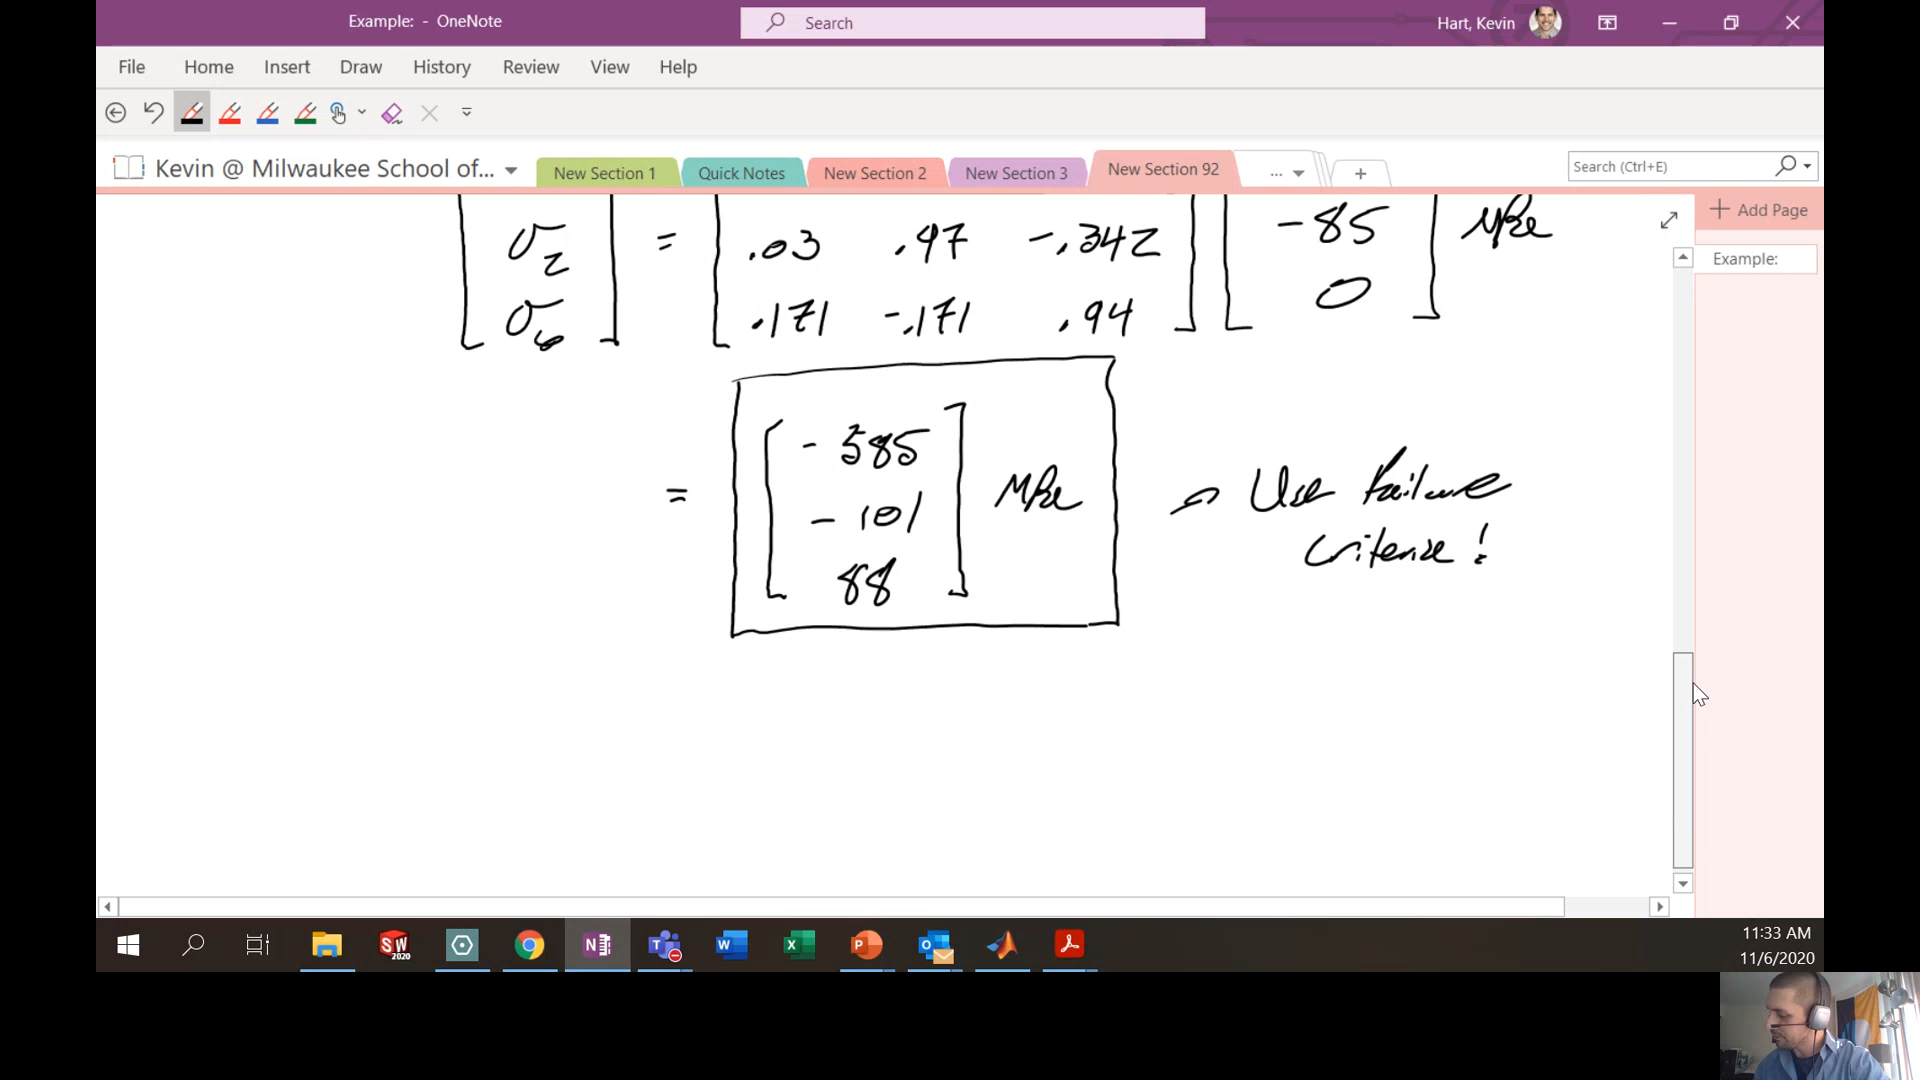 Example: - OneNote
Search
Hart, Kevin
File Home Insert Draw History Review View Help
Kevin @ Milwaukee School of...
New Section 1
Quick Notes
New Section 2
New Section 3
New Section 92
...
+
Search (Ctrl+E)
Add Page
Example:
σ2 = .03 .97 -.342 -85 MPa
σ6 .171 -.171 .94 0
= - 585
- 101 MPa
88
Use Failure
Criteria!
SW
2020
N
T
W
X
P
O
11:33 AM
11/6/2020